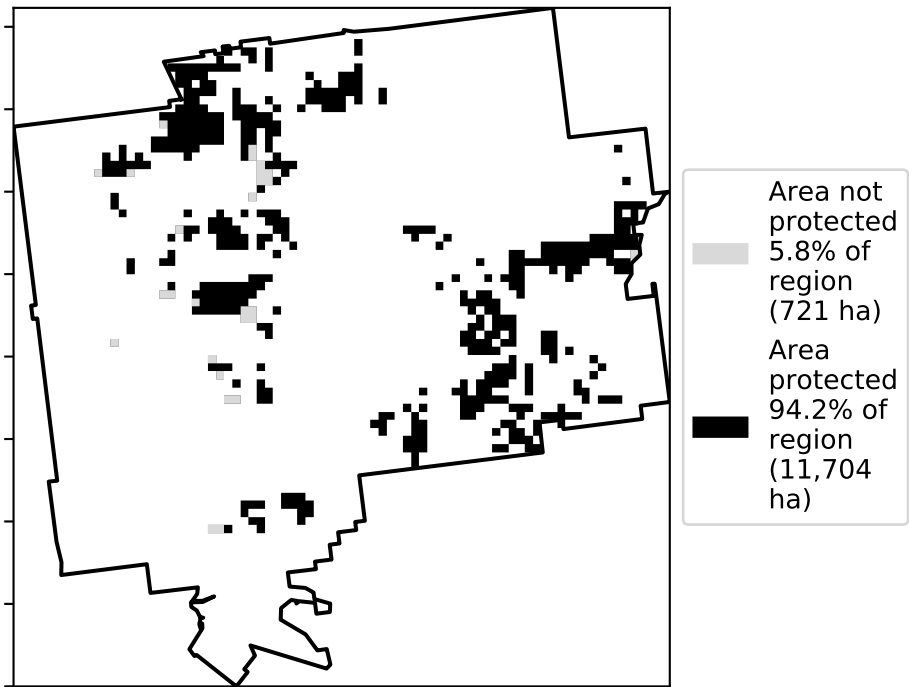 Area not
protected
5.8% of
region
(721 ha)
Area
protected
94.2% of
region
(11,704
ha)